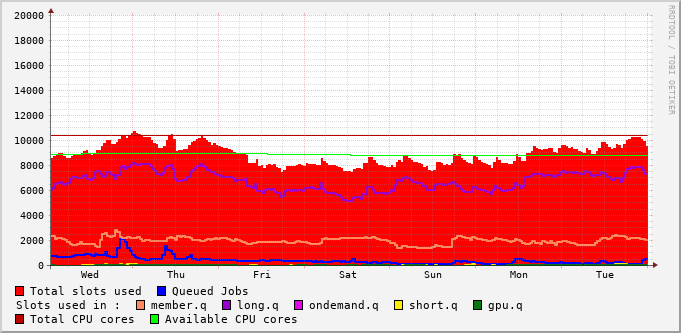 RRDTOOL / TOBI OETIKER
20000
18000
16000
14000
12000
10000
8000
6000
4000
2000
0
Wed Thu Fri Sat Sun Mon Tue
Total slots used Queued Jobs
Slots used in : member.q long.q ondemand.q short.q gpu.q
Total CPU cores Available CPU cores